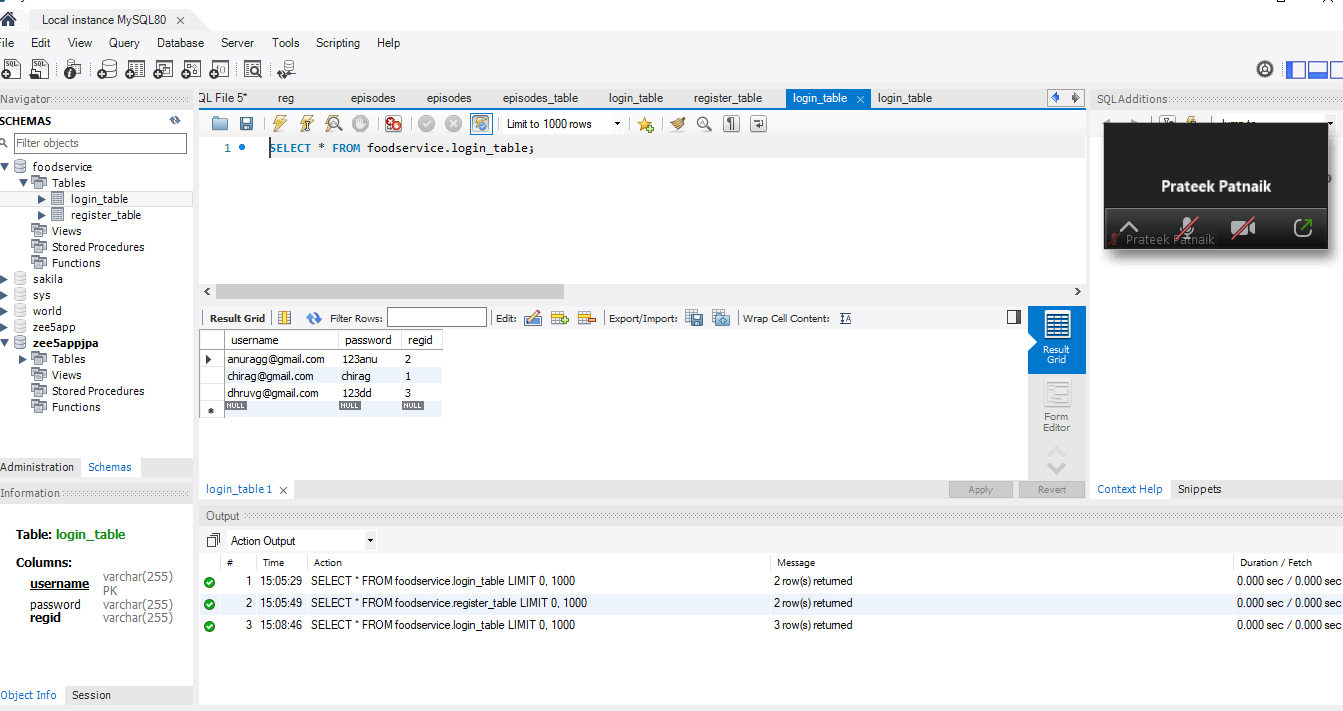 Local instance MySQL80
File Edit View Query Database Server Tools Scripting Help
Navigator
SCHEMAS
Filter objects
foodservice
Tables
login_table
register_table
Views
Stored Procedures
Functions
sakila
sys
world
zee5app
zee5appjpa
Tables
Views
Stored Procedures
Functions
Administration Schemas
Information
Table: login_table
Columns:
username varchar(255) PK
password varchar(255)
regid varchar(255)
Object Info Session
QL File 5* reg episodes episodes episodes_table login_table register_table login_table login_table
Limit to 1000 rows
1 SELECT * FROM foodservice.login_table;
Result Grid Filter Rows: Edit: Export/Import: Wrap Cell Content:
username password regid
anuragg@gmail.com 123anu 2
chirag@gmail.com chirag 1
dhruvg@gmail.com 123dd 3
NULL NULL NULL
Result Grid
Form Editor
login_table 1 Apply Revert
SQLAdditions
Jump to
Prateek Patnaik
Prateek Patnaik
Context Help Snippets
Output
Action Output
# Time Action Message Duration / Fetch
1 15:05:29 SELECT * FROM foodservice.login_table LIMIT 0, 1000 2 row(s) returned 0.000 sec / 0.000 sec
2 15:05:49 SELECT * FROM foodservice.register_table LIMIT 0, 1000 2 row(s) returned 0.000 sec / 0.000 sec
3 15:08:46 SELECT * FROM foodservice.login_table LIMIT 0, 1000 3 row(s) returned 0.000 sec / 0.000 sec